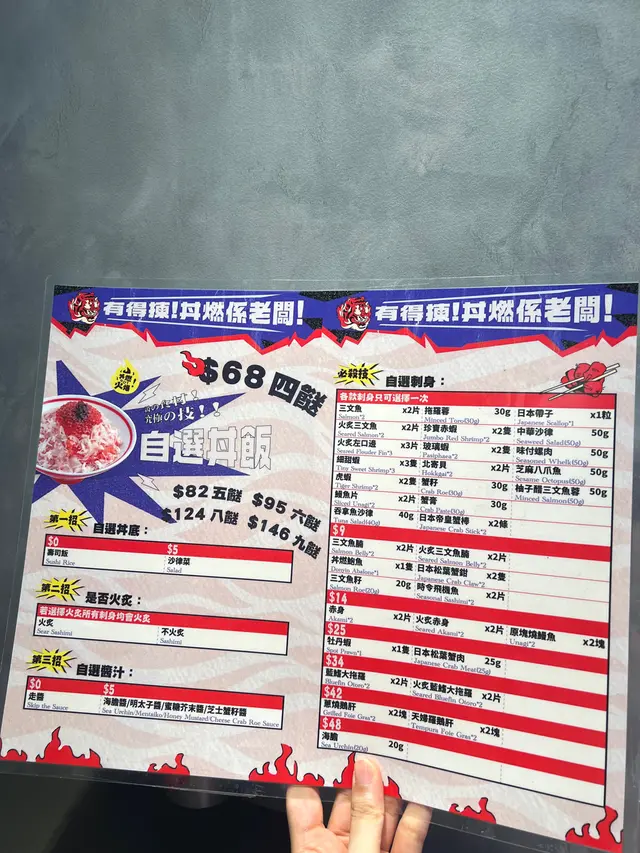 有得揀!丼燃係老闆!
有得揀!丼燃係老闆!
$68 四餸
究極の技!!
自選丼飯
$82 五餸 $95 六餸
$124 八餸 $146 九餸
第一招 自選丼底：
$0 $5
壽司飯 沙律菜
Sushi Rice Salad
第二招 是否火炙：
若選擇火炙所有刺身均會火炙
火炙 不火炙
Sear Sashimi Sashimi
第三招 自選醬汁：
$0 $5
走醬 海膽醬/明太子醬/蜜糖芥末醬/芝士蟹籽醬
Skip the Sauce Sea Urchin/Mentaiko/Honey Mustard/Cheese Crab Roe Sauce
必殺技 自選刺身：
各款刺身只可選擇一次
三文魚 x2片 拖羅蓉 30g 日本帶子 x1粒
Salmon*2 Minced Toro(30g) Japanese Scallop*1
火炙三文魚 x2片 珍寶赤蝦 x2隻 中華沙律 50g
Seared Salmon*2 Jumbo Red Shrimp*2 Seaweed Salad(50g)
火炙左口邊 x3片 玻璃蝦 x2隻 味付螺肉 50g
Seared Flouder Fin*3 Pasiphaea*2 Seasoned Whelk(50g)
細甜蝦 x3隻 北寄貝 x2片 芝麻八爪魚 50g
Tiny Sweet Shrimp*3 Hokkigai*2 Sesame Octopus(50g)
虎蝦 x2隻 蟹籽 30g 柚子醋三文魚蓉 50g
Tiger Shrimp*2 Crab Roe(30g) Minced Salmon(50g)
鰻魚片 x2片 蟹膏 30g
Sliced Unagi*2 Crab Paste(30g)
吞拿魚沙律 40g 日本帝皇蟹棒 x2條
Tuna Salad(40g) Japanese Crab Stick*2
$9
三文魚腩 x2片 火炙三文魚腩 x2片
Salmon Belly*2 Seared Salmon Belly*2
丼燃鮑魚 x1隻 日本松葉蟹鉗 x2隻
Donyin Abalone*1 Japanese Crab Claw*2
三文魚籽 20g 時令飛機魚 x2片
Salmon Roe(20g) Seasonal Sashimi*2
$14
赤身 x2片 火炙赤身 x2片 原塊燒鰻魚 x2塊
Akami*2 Seared Akami*2 Unagi*2
$25
牡丹蝦 x1隻 日本松葉蟹肉 25g
Spot Prawn*1 Japanese Crab Meat(25g)
$34
藍鰭大拖羅 x2片 火炙藍鰭大拖羅 x2片
Bluefin Otoro*2 Seared Bluefin Otoro*2
$42
蔥燒鵝肝 x2塊 天婦羅鵝肝 x2塊
Grilled Foie Gras*2 Tempura Foie Gras*2
$48
海膽 20g
Sea Urchin(20g)